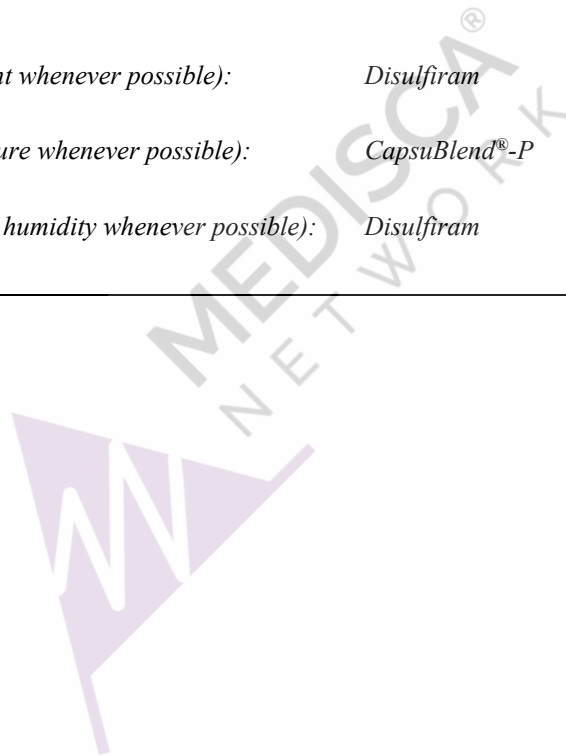 nt whenever possible): Disulfiram
ure whenever possible): CapsuBlend®-P
humidity whenever possible): Disulfiram
MEDISCA®
NETWORK